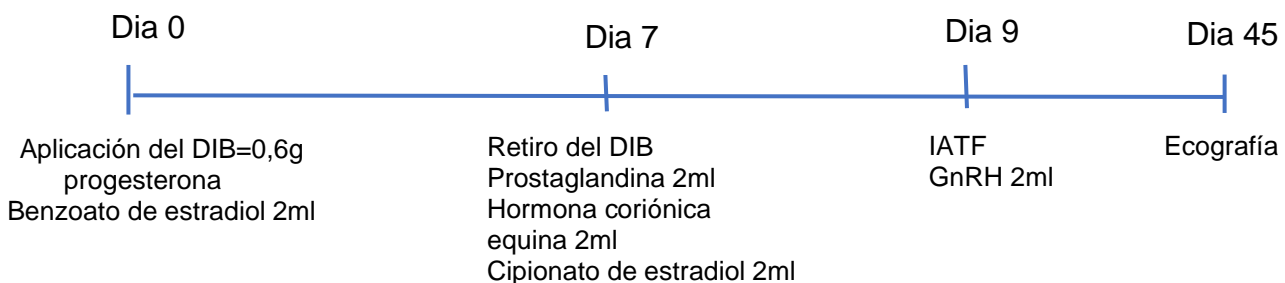 Dia 0
Dia 7
Dia 9
Dia 45
Aplicación del DIB=0,6g
progesterona
Benzoato de estradiol 2ml
Retiro del DIB
Prostaglandina 2ml
Hormona coriónica
equina 2ml
Cipionato de estradiol 2ml
IATF
GnRH 2ml
Ecografía